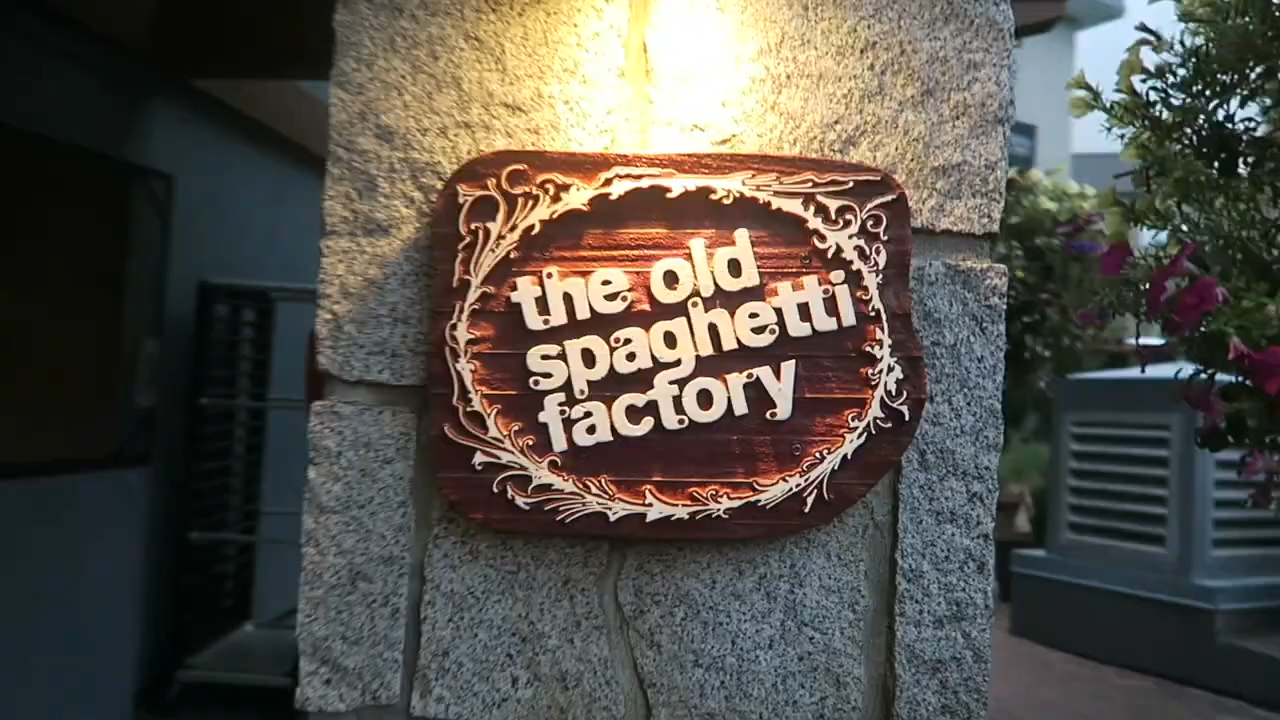 the old
spaghetti
factory